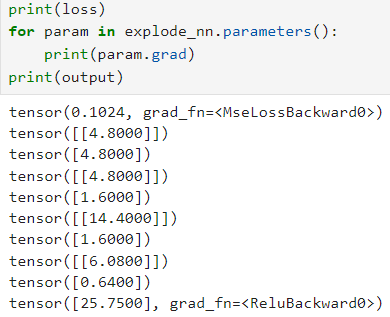 print(loss)
for param in explode_nn.parameters():
    print(param.grad)
print(output)
tensor(0.1024, grad_fn=<MseLossBackward0>)
tensor([[4.8000]])
tensor([4.8000])
tensor([[4.8000]])
tensor([1.6000])
tensor([[14.4000]])
tensor([1.6000])
tensor([[6.0800]])
tensor([0.6400])
tensor([25.7500], grad_fn=<ReluBackward0>)